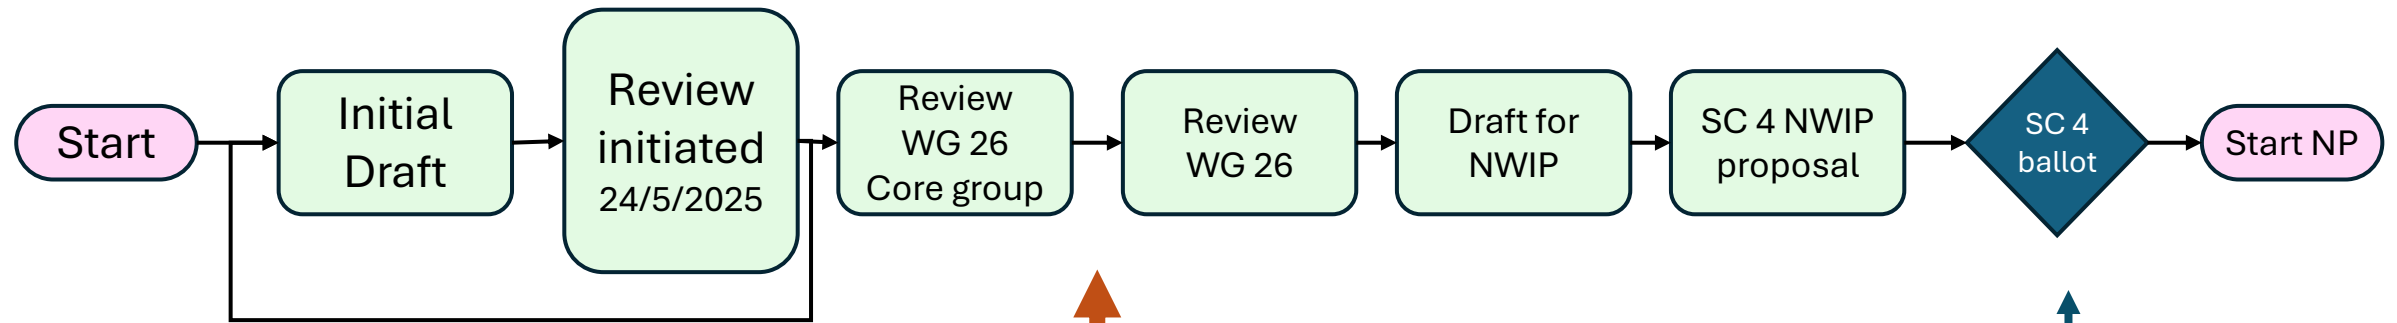 Start
Initial
Draft
Review
initiated
24/5/2025
Review
WG 26
Core group
Review
WG 26
Draft for
NWIP
SC 4 NWIP
proposal
SC 4
ballot
Start NP